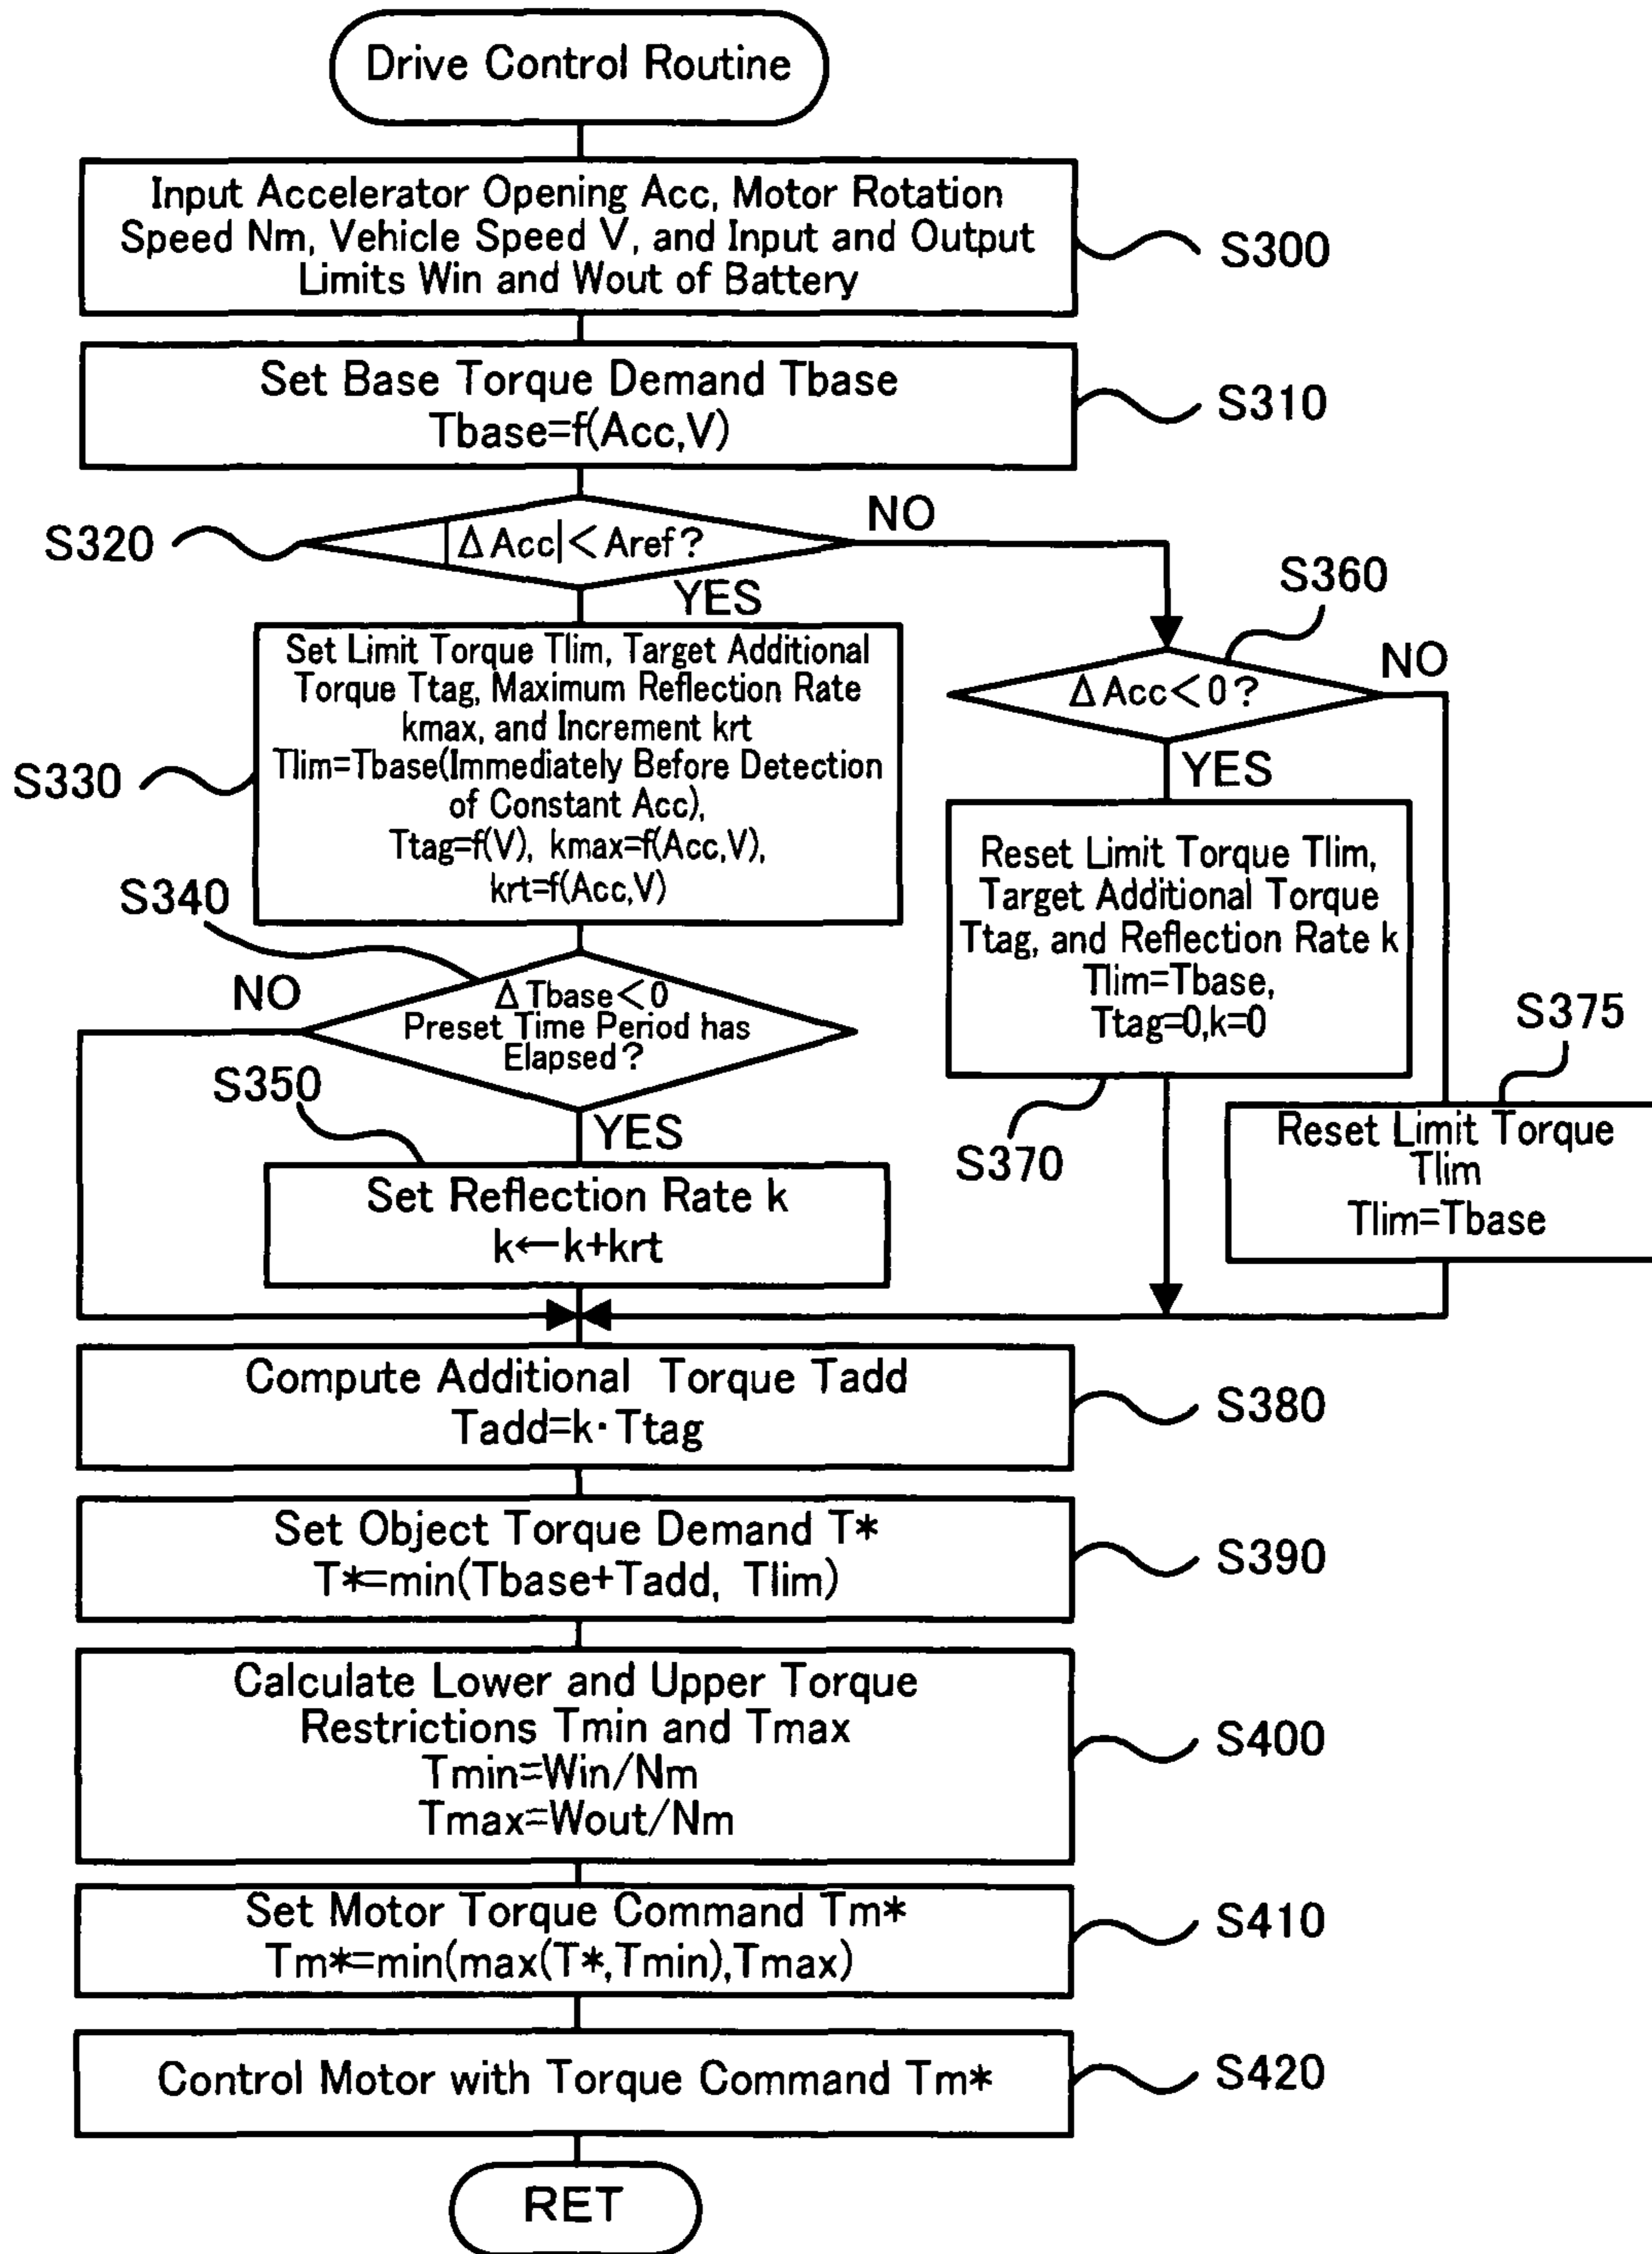 Drive Control Routine
Input Accelerator Opening Acc, Motor Rotation
Speed Nm, Vehicle Speed V, and Input and Output
Limits Win and Wout of Battery
S300
Set Base Torque Demand Tbase
Tbase=f(Acc,V)
S310
S320
|ΔAcc|<Aref?
NO
YES
S330
Set Limit Torque Tlim, Target Additional
Torque Ttag, Maximum Reflection Rate
kmax, and Increment krt
Tlim=Tbase(Immediately Before Detection
of Constant Acc),
Ttag=f(V), kmax=f(Acc,V),
krt=f(Acc,V)
S360
ΔAcc<0?
NO
YES
Reset Limit Torque Tlim,
Target Additional Torque
Ttag, and Reflection Rate k
Tlim=Tbase,
Ttag=0,k=0
S370
S375
Reset Limit Torque
Tlim
Tlim=Tbase
S340
NO
ΔTbase<0
Preset Time Period has
Elapsed?
YES
S350
Set Reflection Rate k
k←k+krt
Compute Additional Torque Tadd
Tadd=k·Ttag
S380
Set Object Torque Demand T*
T*=min(Tbase+Tadd, Tlim)
S390
Calculate Lower and Upper Torque
Restrictions Tmin and Tmax
Tmin=Win/Nm
Tmax=Wout/Nm
S400
Set Motor Torque Command Tm*
Tm*=min(max(T*,Tmin),Tmax)
S410
Control Motor with Torque Command Tm*
S420
RET